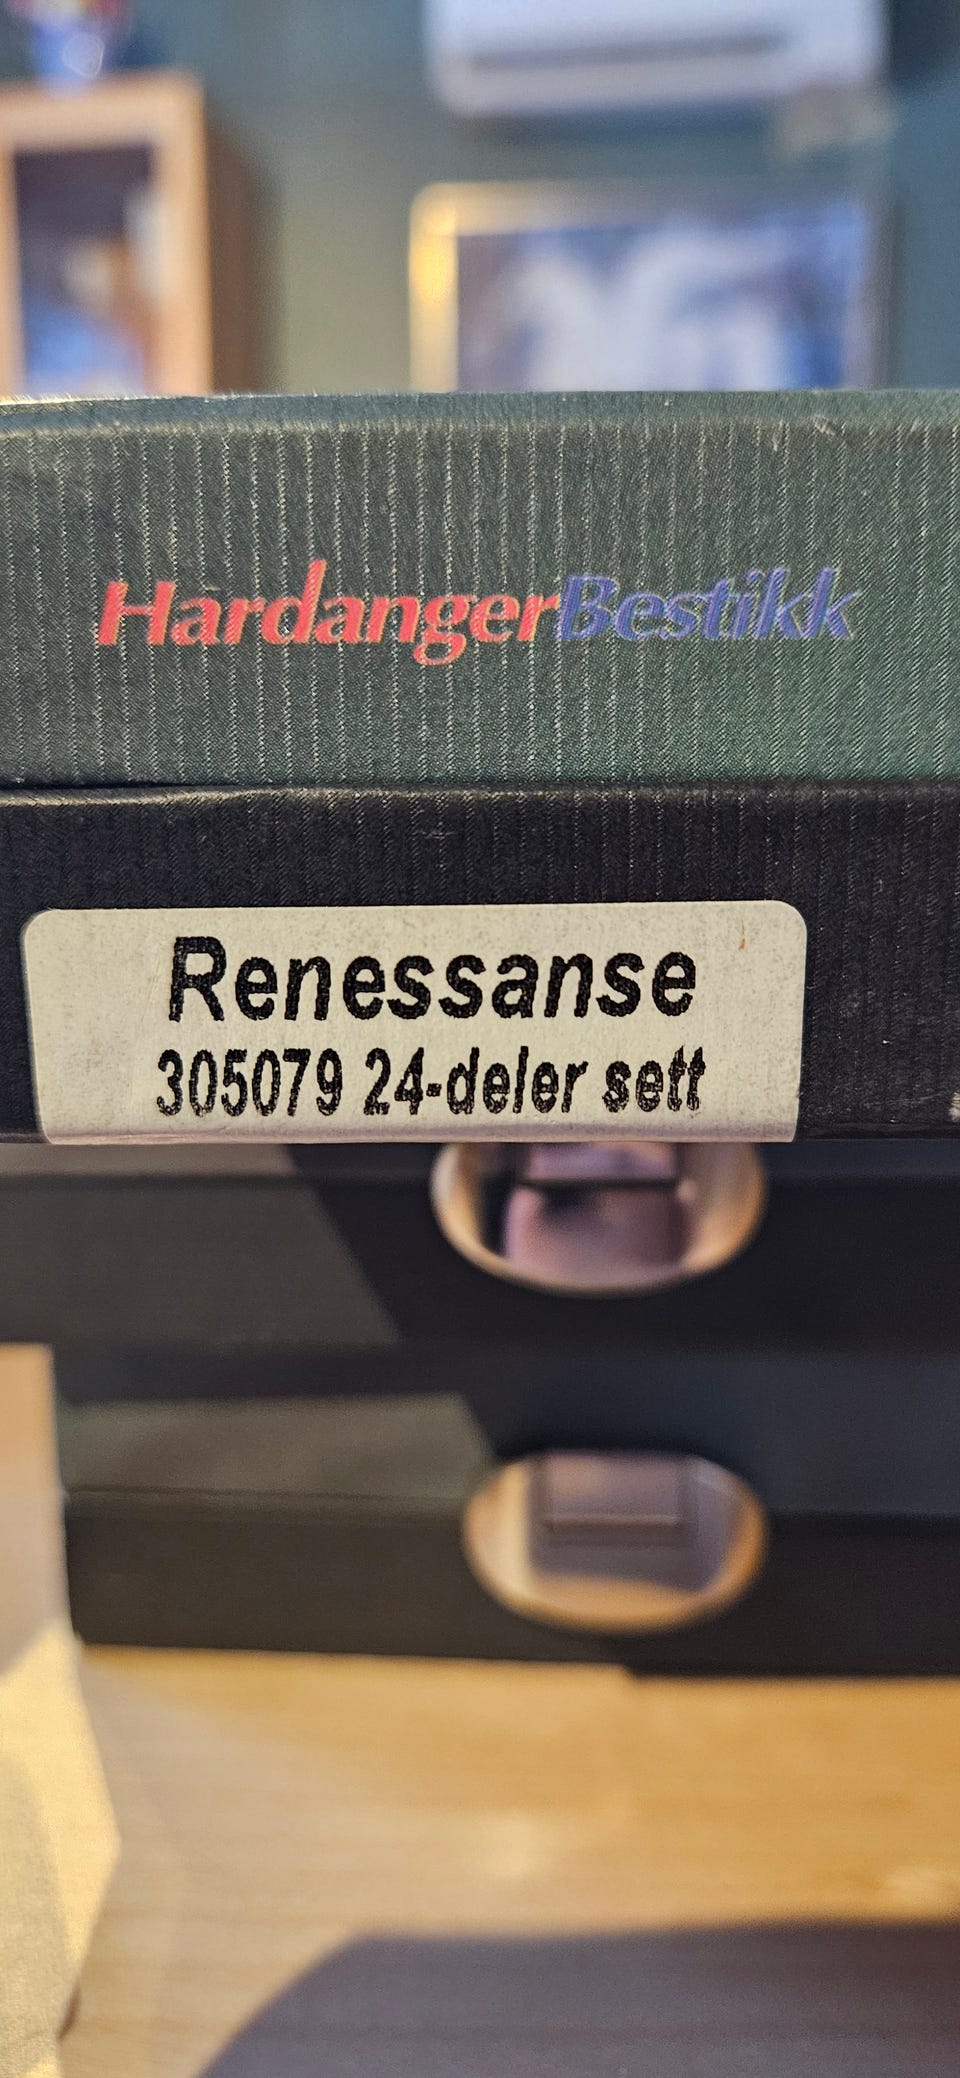 HardangerBestikk
Renessanse
305079 24-deler sett